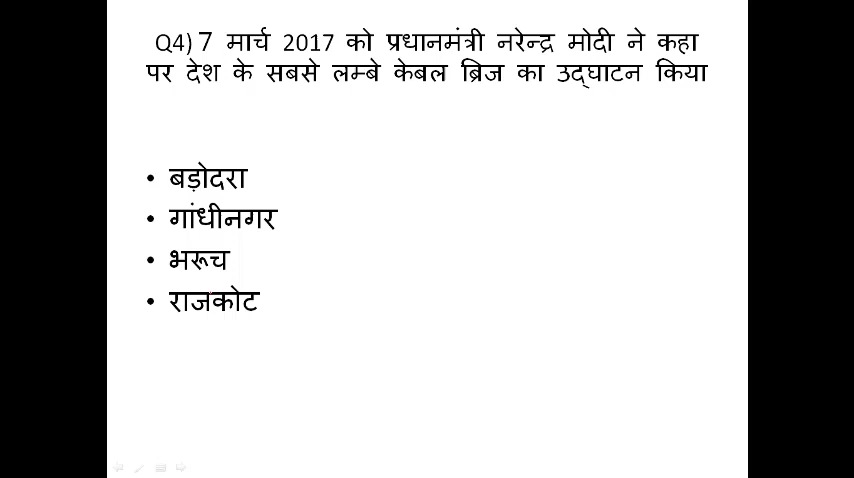 Q4) 7 मार्च 2017 को प्रधानमंत्री नरेन्द्र मोदी ने कहा
पर देश के सबसे लम्बे केबल ब्रिज का उद्घाटन किया
• बड़ोदरा
• गांधीनगर
• भरूच
• राजकोट